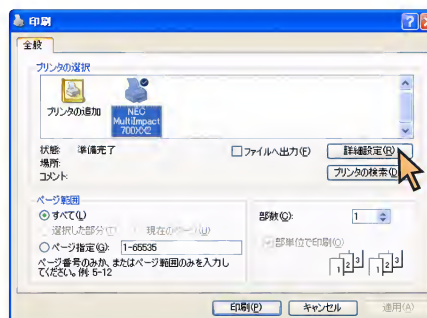 印刷
全般
プリンタの選択
プリンタの追加
NEC
MultiImpact
700XX2
状態: 準備完了
場所:
コメント:
ファイルへ出力(F)
詳細設定(R)
プリンタの検索(D)
ページ範囲
すべて(L)
選択した部分(T)
現在のページ(U)
ページ指定(G): 1-65535
ページ番号のみか、またはページ範囲のみを入力し
てください。例: 5-12
部数(C): 1
部単位で印刷(O)
1 2 3 1 2 3
印刷(P) キャンセル 適用(A)